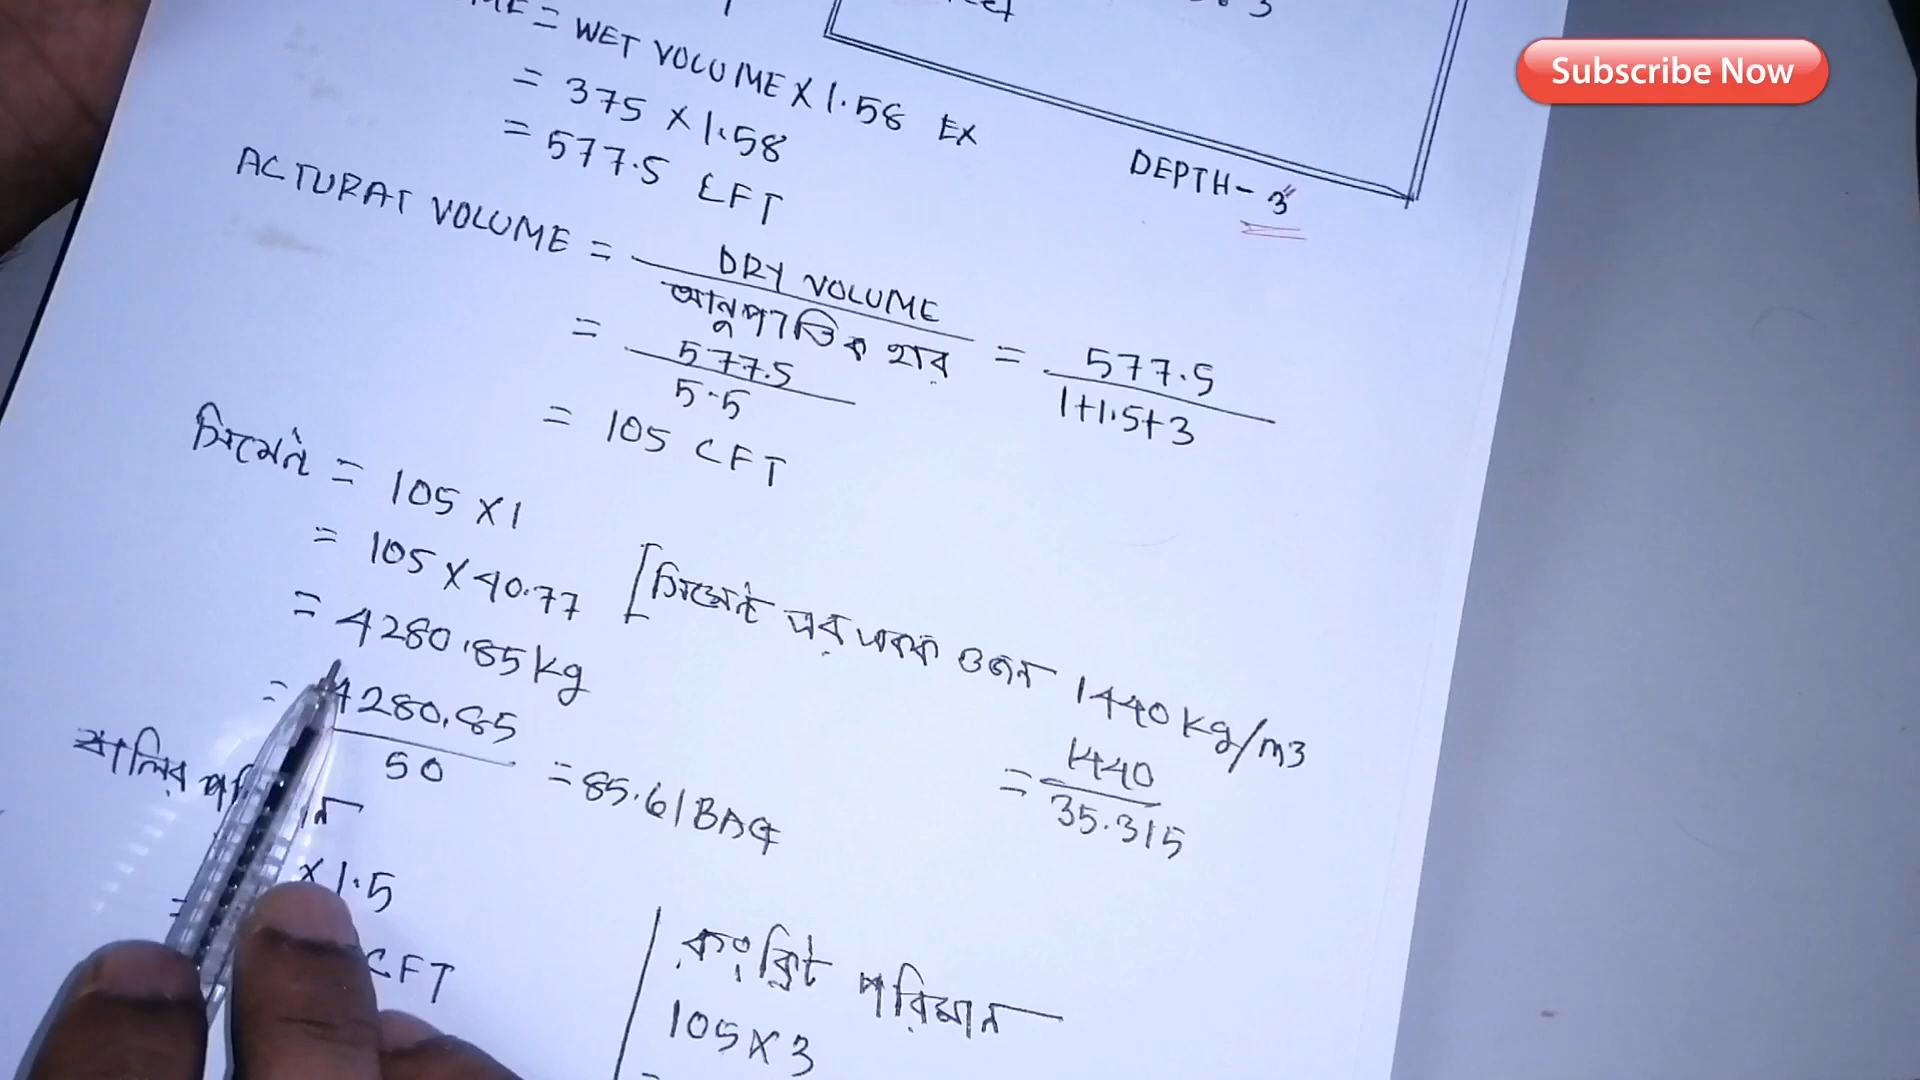 = WET VOLUME X 1.58 EX
= 375 X 1.58
= 577.5 CFT
DEPTH - 3"
ACTURAT VOLUME = DRY VOLUME
আনুপাতিক হার
= 577.5
1+1.5+3
= 577.5
5.5
= 105 CFT
সিমেন্ট = 105 X 1
= 105 X 40.77 [সিমেন্ট এর একক ওজন 1440 kg/m3
= 4280.85 kg
= 1440
35.315
= 4280.85
50
= 85.61 BAG
বালির
X 1.5
CFT
কংক্রিট পরিমান
105 X 3
Subscribe Now